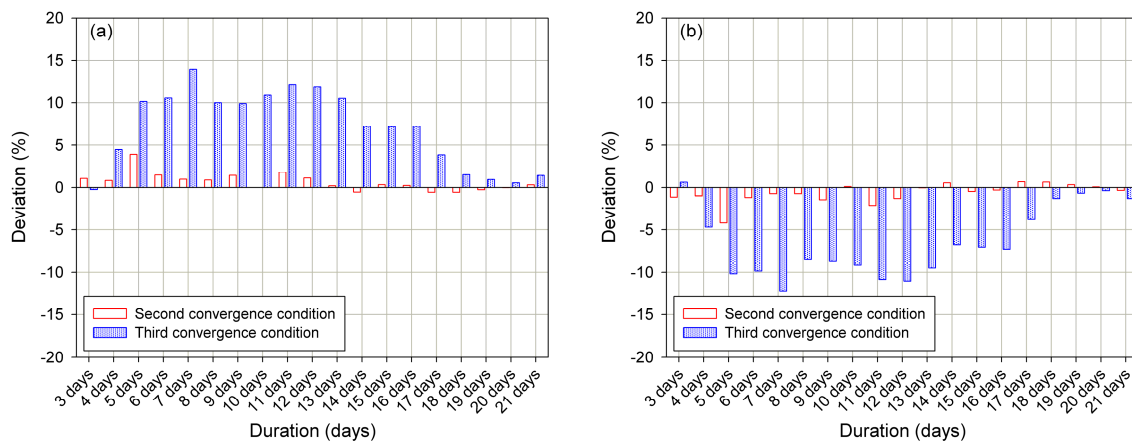 (a)
Deviation (%)
20
15
10
5
0
-5
-10
-15
-20
Second convergence condition
Third convergence condition
3 days
4 days
5 days
6 days
7 days
8 days
9 days
10 days
11 days
12 days
13 days
14 days
15 days
16 days
17 days
18 days
19 days
20 days
21 days
Duration (days)
(b)
Deviation (%)
20
15
10
5
0
-5
-10
-15
-20
Second convergence condition
Third convergence condition
3 days
4 days
5 days
6 days
7 days
8 days
9 days
10 days
11 days
12 days
13 days
14 days
15 days
16 days
17 days
18 days
19 days
20 days
21 days
Duration (days)